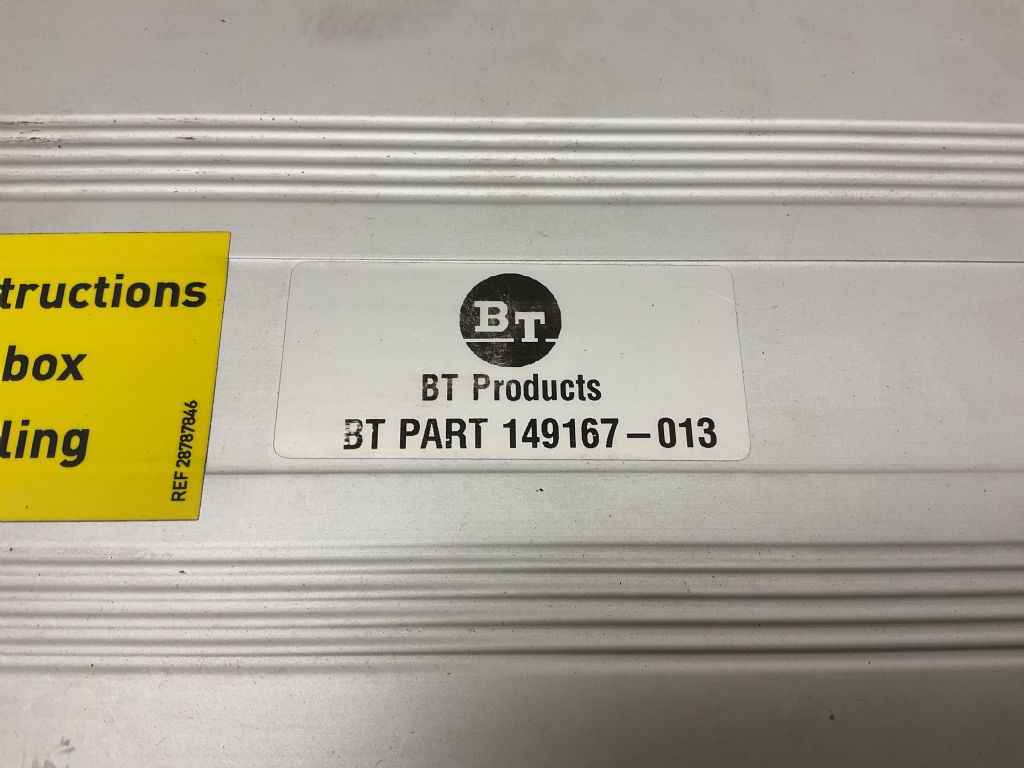 tructions
box
ling
REF 28787846
BT
BT Products
BT PART 149167-013